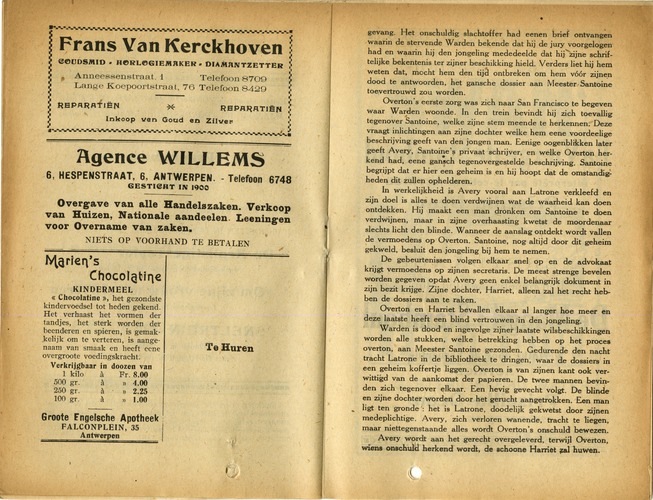 Frans Van Kerckhoven
GOUDSMID - HORLOGIEMAKER - DIAMANTZETTER
Anneessenstraat 1 Telefoon 8709
Lange Koepoortstraat, 76 Telefoon 8429
REPARATIËN REPARATIËN
Inkoop van Goud en Zilver
Agence WILLEMS
6, HESPENSTRAAT, 6, ANTWERPEN. - Telefoon 6748
GESTICHT IN 1900
Overgave van alle Handelszaken. Verkoop
van Huizen, Nationale aandeelen. Leeningen
voor Overname van zaken.
NIETS OP VOORHAND TE BETALEN
Marien's
Chocolatine
KINDERMEEL
« Chocolatine », het gezondste
kindervoedsel tot heden gekend.
Het verhaast het vormen der
tandjes, het sterk worden der
beenderen en spieren, is gemak-
kelijk om te verteren, is aange-
naam van smaak en heeft eene
overgroote voedingskracht.
Verkrijgbaar in doozen van
1 kilo à Fr. 8.00
500 gr. à » 4.00
250 gr. à » 2.25
100 gr. à » 1.00
Groote Engelsche Apotheek
FALCONPLEIN, 35
Antwerpen
Te Huren
gevang. Het onschuldig slachtoffer had eenen brief ontvangen
waarin de stervende Warden bekende dat hij de jury voorgelogen
had en waarin hij den jongeling mededeelde dat hij zijne schrif-
telijke bekentenis ter zijner beschikking hield. Verders liet hij hem
weten dat, mocht hem den tijd ontbreken om hem vóór zijnen
dood te antwoorden, het gansche dossier aan Meester Santoine
toevertrouwd zou worden.
Overton's eerste zorg was zich naar San Francisco te begeven
waar Warden woonde. In den trein bevindt hij zich toevallig
tegenover Santoine, welke zijne stem meende te herkennen. Deze
vraagt inlichtingen aan zijne dochter welke hem eene voordeelige
beschrijving geeft van den jongen man. Eenige oogenblikken later
geeft Avery, Santoine's privaat schrijver, en welke Overton her-
kend had, eene gansch tegenovergestelde beschrijving. Santoine
begrijpt dat er hier een geheim is en hij hoopt dat de omstandig-
heden dit zullen ophelderen.
In werkelijkheid is Avery vooral aan Latrone verkleefd en
zijn doel is alles te doen verdwijnen wat de waarheid kan doen
ontdekken. Hij maakt een man dronken om Santoine te doen
verdwijnen, maar in zijne overhaasting kwetst de moordenaar
slechts licht den blinde. Wanneer de aanslag ontdekt wordt vallen
de vermoedens op Overton. Santoine, nog altijd door dit geheim
gekweld, besluit den jongeling bij hem te nemen.
De gebeurtenissen volgen elkaar snel op en de advokaat
krijgt vermoedens op zijnen secretaris. De meest strenge bevelen
worden gegeven opdat Avery geen enkel belangrijk dokument in
zijn bezit krijge. Zijne dochter, Harriet, alleen zal het recht heb-
ben de dossiers aan te raken.
Overton en Harriet bevallen elkaar al langer hoe meer en
deze laatste heeft een blind vertrouwen in den jongeling.
Warden is dood en ingevolge zijner laatste wilsbeschikkingen
worden alle stukken, welke betrekking hebben op het proces
overton, aan Meester Santoine gezonden. Gedurende den nacht
tracht Latrone in de bibliotheek te dringen, waar de dossiers in
een geheim koffertje liggen. Overton is van zijnen kant ook ver-
wittigd van de aankomst der papieren. De twee mannen bevin-
den zich tegenover elkaar. Een hevig gevecht volgt. De blinde
en zijne dochter worden door het gerucht aangetrokken. Een man
ligt ten gronde : het is Latrone, doodelijk gekwetst door zijnen
medeplichtige. Avery, zich verloren wanende, tracht te liegen,
maar niettegenstaande alles wordt Overton's onschuld bewezen.
Avery wordt aan het gerecht overgeleverd, terwijl Overton,
wiens onschuld herkend wordt, de schoone Harriet zal huwen.